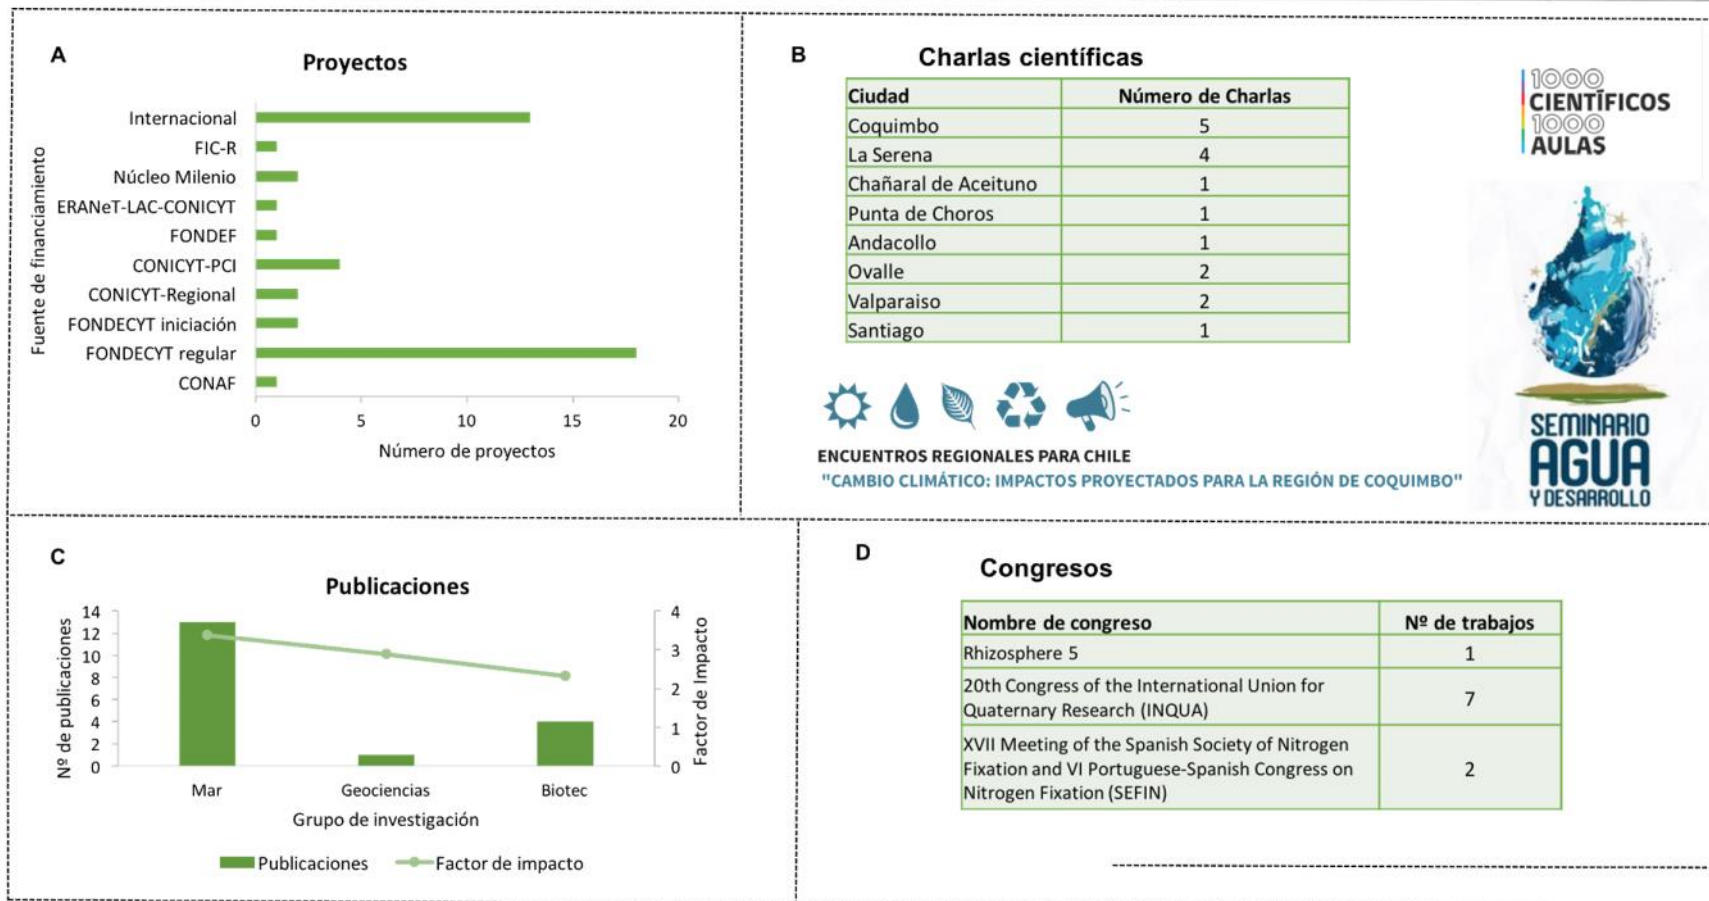 A
Proyectos
Fuente de financiamiento
Internacional
FIC-R
Núcleo Milenio
ERANeT-LAC-CONICYT
FONDEF
CONICYT-PCI
CONICYT-Regional
FONDECYT iniciación
FONDECYT regular
CONAF
0 5 10 15 20
Número de proyectos
B
Charlas científicas
Ciudad Número de Charlas
Coquimbo 5
La Serena 4
Chañaral de Aceituno 1
Punta de Choros 1
Andacollo 1
Ovalle 2
Valparaiso 2
Santiago 1
1000
CIENTÍFICOS
1000
AULAS
ENCUENTROS REGIONALES PARA CHILE
"CAMBIO CLIMÁTICO: IMPACTOS PROYECTADOS PARA LA REGIÓN DE COQUIMBO"
SEMINARIO
AGUA
Y DESARROLLO
C
Publicaciones
Nº de publicaciones
14
12
10
8
6
4
2
0
4
3
2
1
0
Factor de Impacto
Mar Geociencias Biotec
Grupo de investigación
Publicaciones Factor de impacto
D
Congresos
Nombre de congreso Nº de trabajos
Rhizosphere 5 1
20th Congress of the International Union for
Quaternary Research (INQUA) 7
XVII Meeting of the Spanish Society of Nitrogen
Fixation and VI Portuguese-Spanish Congress on 2
Nitrogen Fixation (SEFIN)